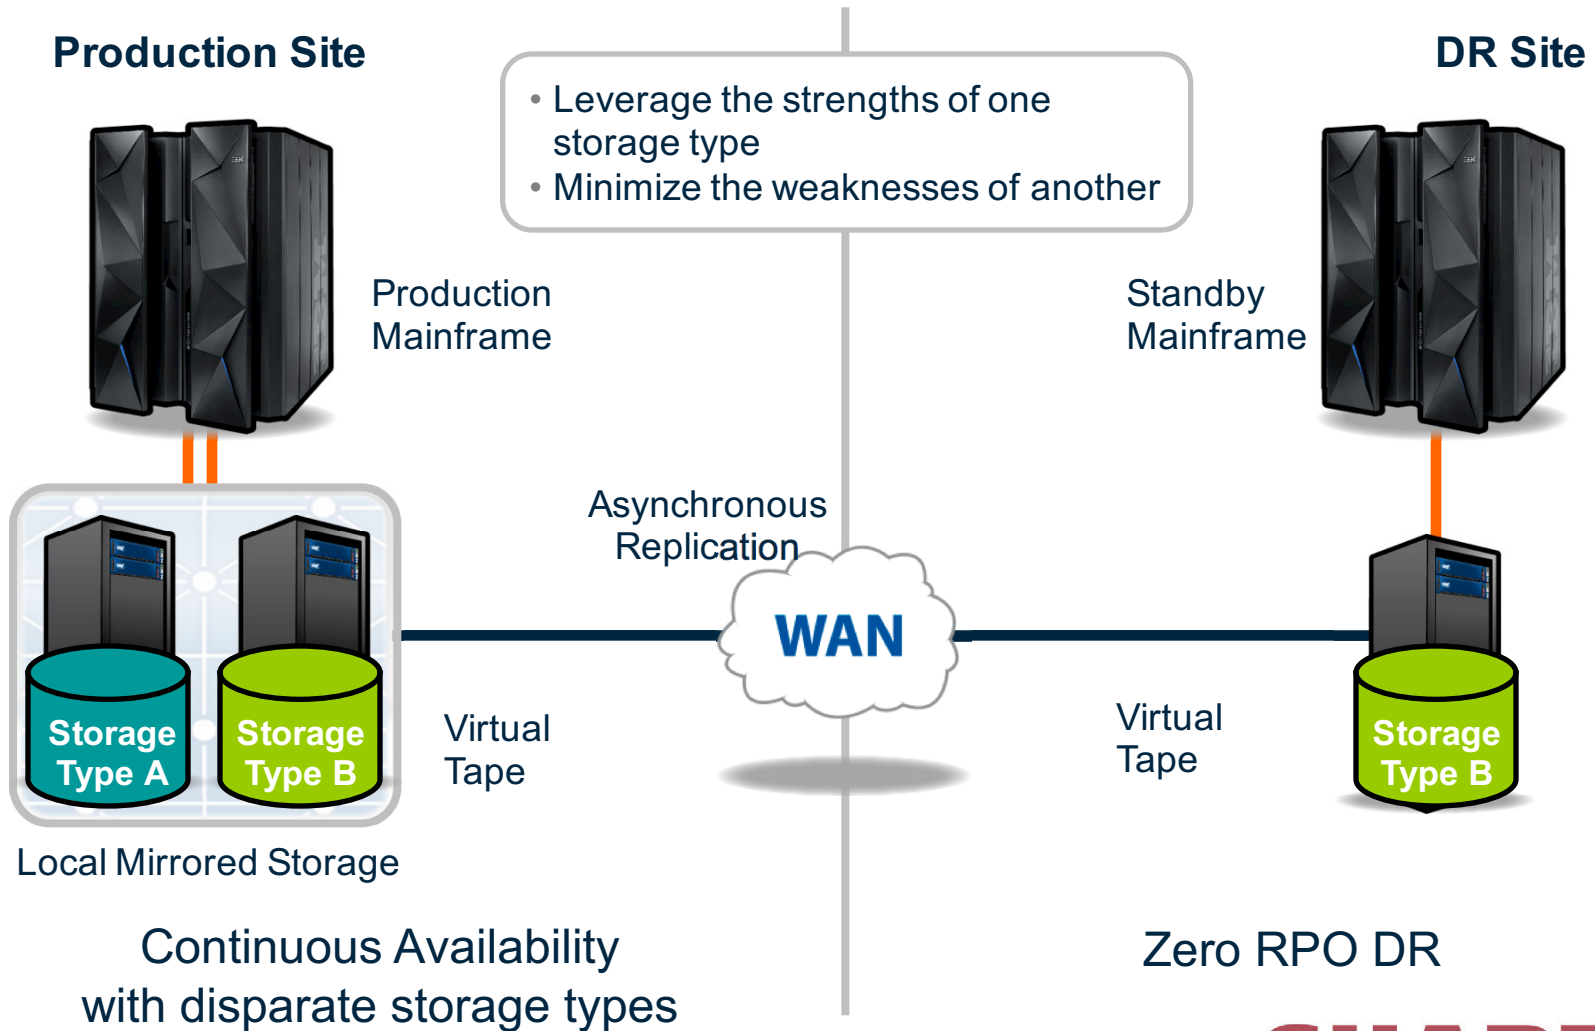 Production Site
DR Site
• Leverage the strengths of one
storage type
• Minimize the weaknesses of another
Production
Mainframe
Standby
Mainframe
Asynchronous
Replication
WAN
Storage
Type A
Storage
Type B
Virtual
Tape
Virtual
Tape
Storage
Type B
Local Mirrored Storage
Continuous Availability
with disparate storage types
Zero RPO DR